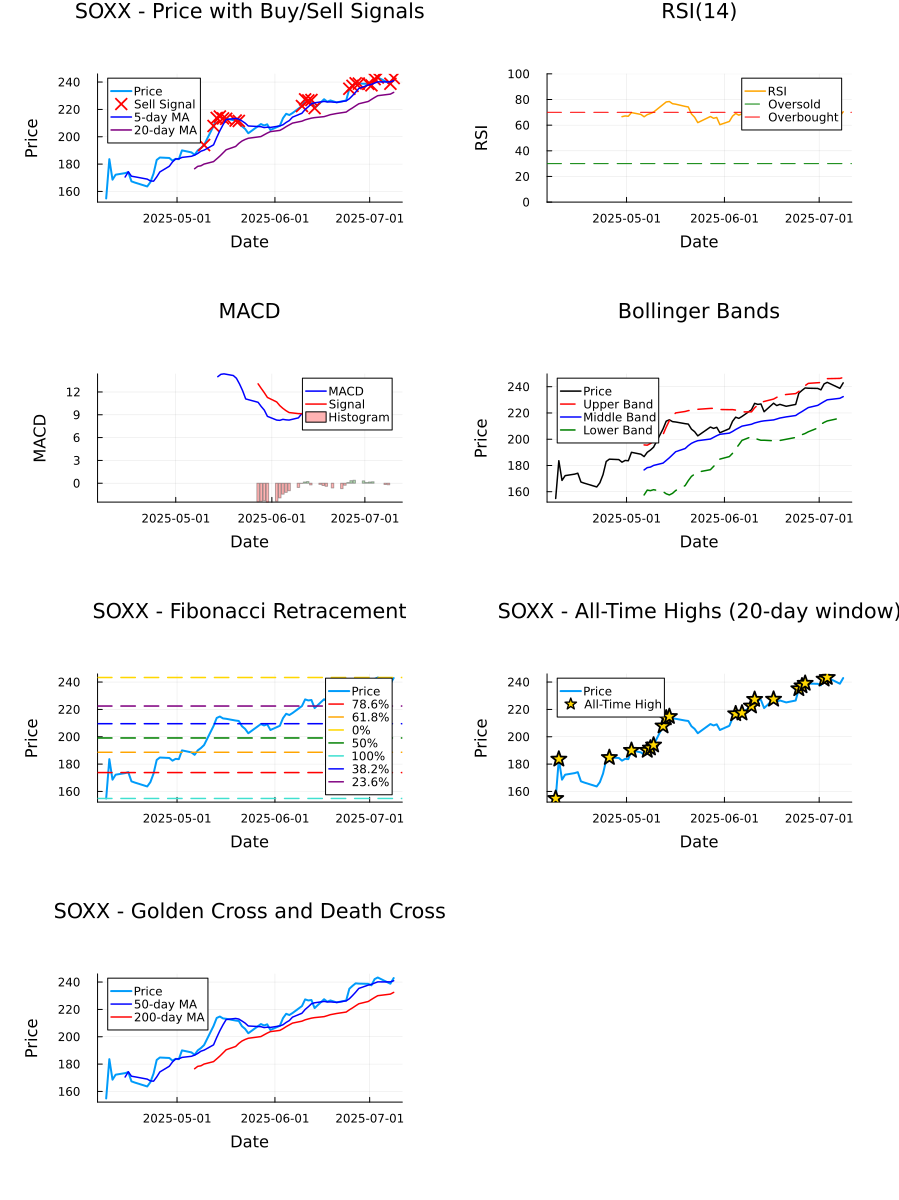 SOXX - Price with Buy/Sell Signals
Price
240
220
200
180
160
Price
Sell Signal
5-day MA
20-day MA
2025-05-01 2025-06-01 2025-07-01
Date
RSI(14)
RSI
100
80
60
40
20
0
RSI
Oversold
Overbought
2025-05-01 2025-06-01 2025-07-01
Date
MACD
MACD
12
9
6
3
0
MACD
Signal
Histogram
2025-05-01 2025-06-01 2025-07-01
Date
Bollinger Bands
Price
240
220
200
180
160
Price
Upper Band
Middle Band
Lower Band
2025-05-01 2025-06-01 2025-07-01
Date
SOXX - Fibonacci Retracement
Price
240
220
200
180
160
Price
78.6%
61.8%
0%
50%
100%
38.2%
23.6%
2025-05-01 2025-06-01 2025-07-01
Date
SOXX - All-Time Highs (20-day window)
Price
240
220
200
180
160
Price
All-Time High
2025-05-01 2025-06-01 2025-07-01
Date
SOXX - Golden Cross and Death Cross
Price
240
220
200
180
160
Price
50-day MA
200-day MA
2025-05-01 2025-06-01 2025-07-01
Date